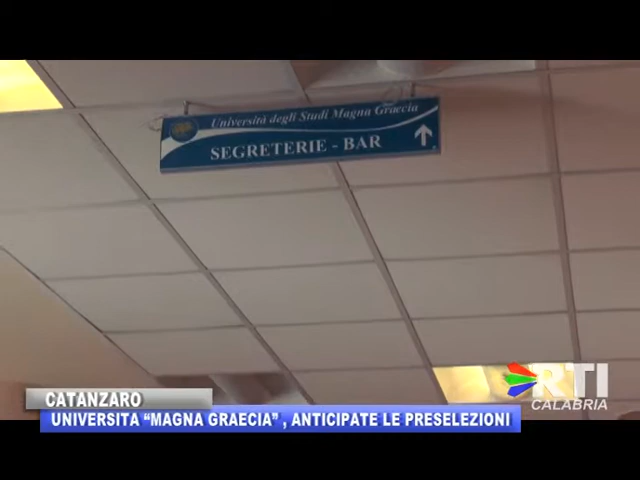 Università degli Studi Magna Graecia
SEGRETERIE - BAR
RTI
CALABRIA
CATANZARO
UNIVERSITA “MAGNA GRAECIA” , ANTICIPATE LE PRESELEZIONI